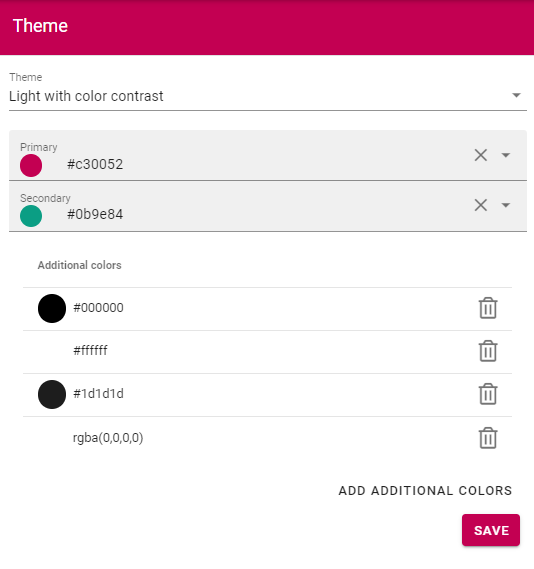 Theme
Theme
Light with color contrast
Primary
#c30052
Secondary
#0b9e84
Additional colors
#000000
#ffffff
#1d1d1d
rgba(0,0,0,0)
ADD ADDITIONAL COLORS
SAVE